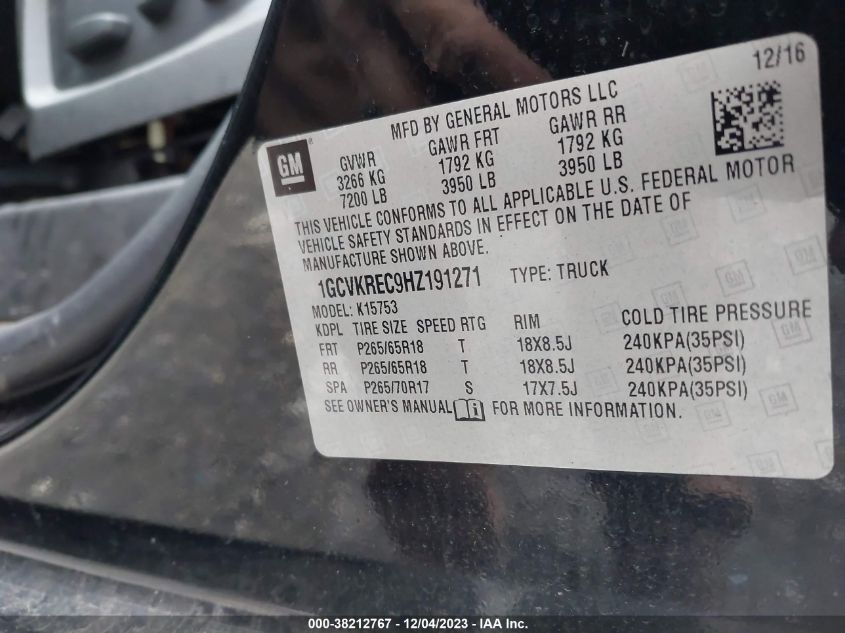 12/16
MFD BY GENERAL MOTORS LLC
GM
GVWR GAWR FRT GAWR RR
3266 KG 1792 KG 1792 KG
7200 LB 3950 LB 3950 LB
THIS VEHICLE CONFORMS TO ALL APPLICABLE U.S. FEDERAL MOTOR
VEHICLE SAFETY STANDARDS IN EFFECT ON THE DATE OF
MANUFACTURE SHOWN ABOVE.
1GCVKREC9HZ191271 TYPE: TRUCK
MODEL: K15753
KDPL TIRE SIZE SPEED RTG RIM COLD TIRE PRESSURE
FRT P265/65R18 T 18X8.5J 240KPA(35PSI)
RR P265/65R18 T 18X8.5J 240KPA(35PSI)
SPA P265/70R17 S 17X7.5J 240KPA(35PSI)
SEE OWNER'S MANUAL FOR MORE INFORMATION.
000-38212767 - 12/04/2023 - IAA Inc.